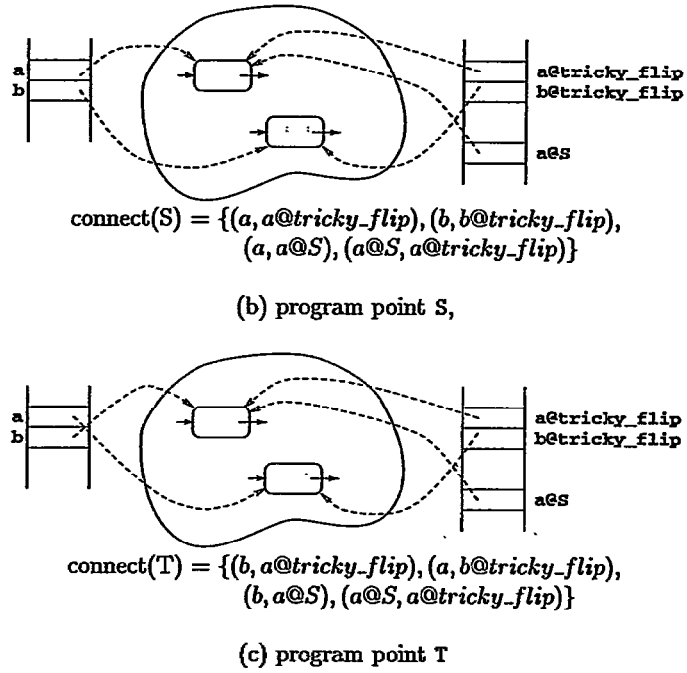 a
b
a@tricky_flip
b@tricky_flip
a@S
connect(S) = {(a, a@tricky_flip), (b, b@tricky_flip),
(a, a@S), (a@S, a@tricky_flip)}
(b) program point S,
a
b
a@tricky_flip
b@tricky_flip
a@S
connect(T) = {(b, a@tricky_flip), (a, b@tricky_flip),
(b, a@S), (a@S, a@tricky_flip)}
(c) program point T